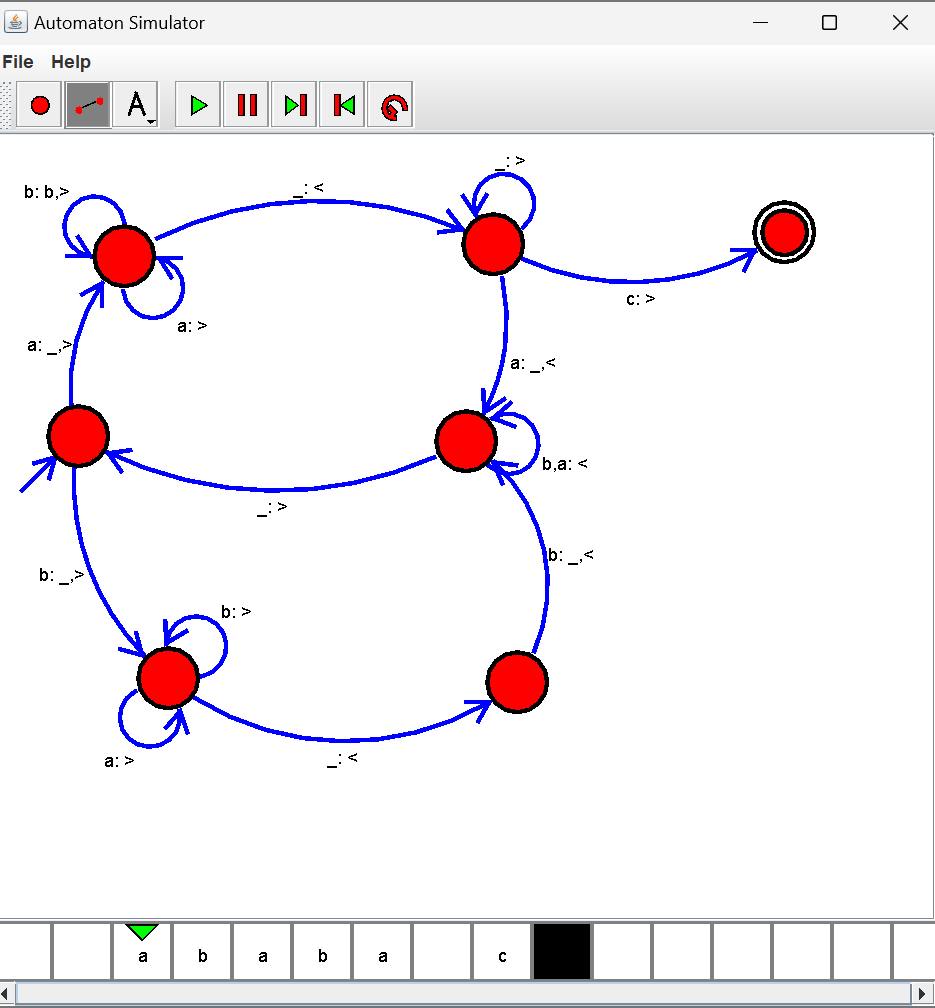 Automaton Simulator
File Help
A
_: >
b: b,>
_: <
c: >
a: >
a: _,>
a: _,<
b,a: <
_: >
b: _,<
b: _,>
b: >
a: >
_: <
a b a b a c